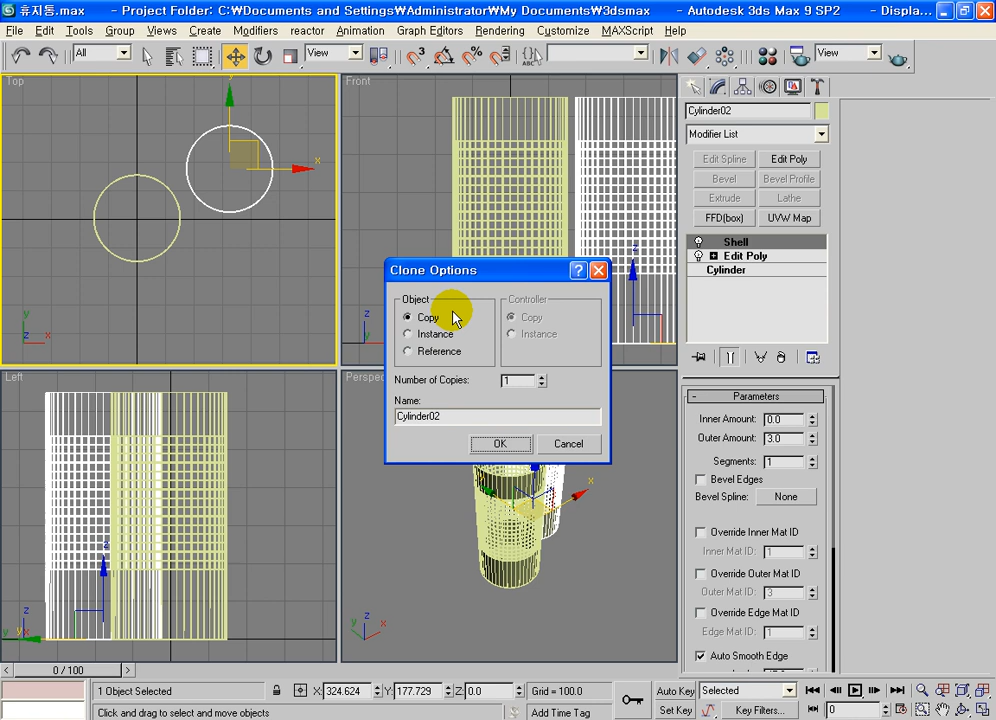 휴지통.max - Project Folder: C:₩Documents and Settings₩Administrator₩My Documents₩3dsmax - Autodesk 3ds Max 9 SP2 - Displa...
File Edit Tools Group Views Create Modifiers reactor Animation Graph Editors Rendering Customize MAXScript Help
All View View
Top
y
x
y
z x
Front
z
z
Cylinder02
Modifier List
Edit Spline Edit Poly
Bevel Bevel Profile
Extrude Lathe
FFD(box) UVW Map
Shell
Edit Poly
Cylinder
Clone Options
Object
Copy
Instance
Reference
Controller
Copy
Instance
Number of Copies: 1
Name:
Cylinder02
OK Cancel
Left
z
z
y
Perspe
x
z
x
Parameters
Inner Amount: 0.0
Outer Amount: 3.0
Segments: 1
Bevel Edges
Bevel Spline: None
Override Inner Mat ID
Inner Mat ID: 1
Override Outer Mat ID
Outer Mat ID: 3
Override Edge Mat ID
Edge Mat ID: 1
Auto Smooth Edge
0 / 100
1 Object Selected X: 324.624 Y: 177.729 Z: 0.0 Grid = 100.0 Auto Key Selected
Click and drag to select and move objects Add Time Tag Set Key Key Filters... 0